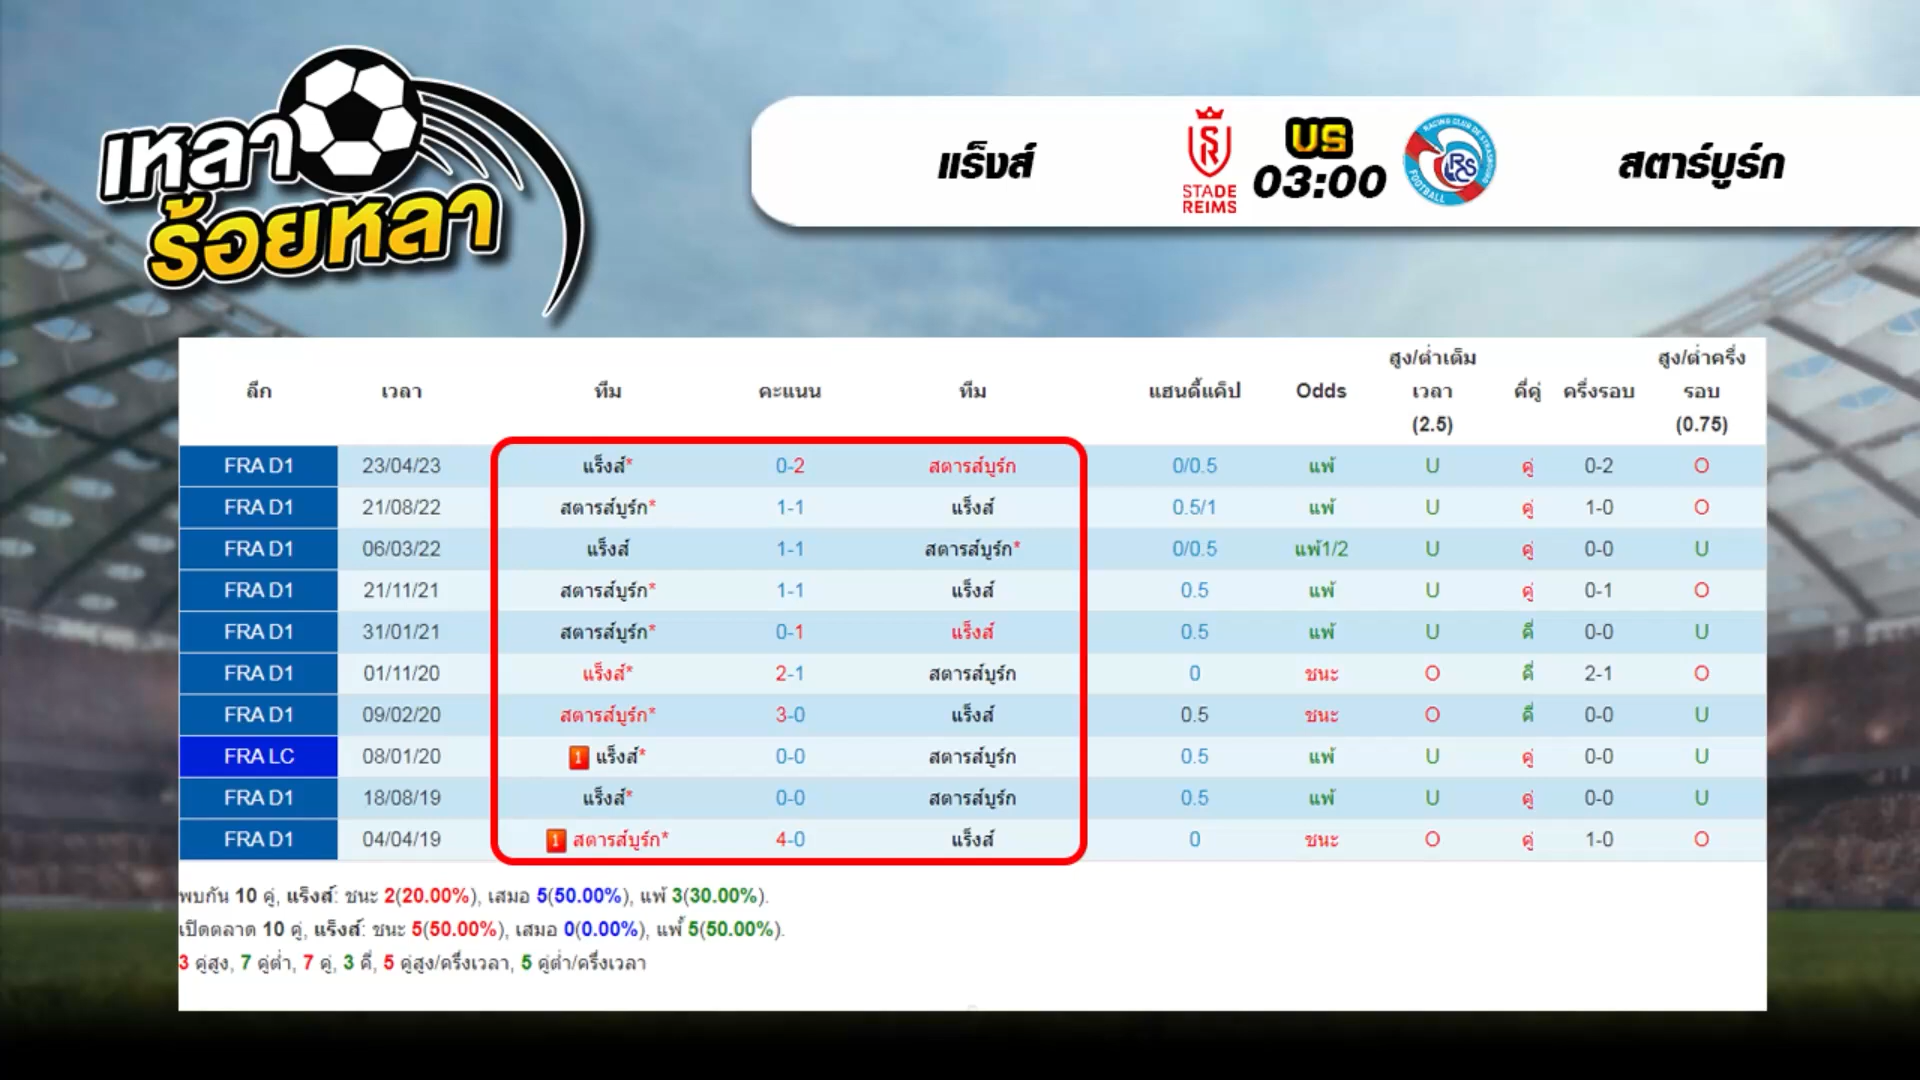 เหลา
ร้อยหลา
แร็งส์
STADE
REIMS
VS
03:00
RACING CLUB DE STRASBOURG
RCS
FOOTBALL
สตาร์บูร์ก
ลีก เวลา ทีม คะแนน ทีม แฮนดี้แค็ป Odds สูง/ต่ำเต็มเวลา (2.5) คี่คู่ ครึ่งรอบ สูง/ต่ำครึ่งรอบ (0.75)
FRA D1 23/04/23 แร็งส์* 0-2 สตารส์บูร์ก 0/0.5 แพ้ U คู่ 0-2 O
FRA D1 21/08/22 สตารส์บูร์ก* 1-1 แร็งส์ 0.5/1 แพ้ U คู่ 1-0 O
FRA D1 06/03/22 แร็งส์ 1-1 สตารส์บูร์ก* 0/0.5 แพ้1/2 U คู่ 0-0 U
FRA D1 21/11/21 สตารส์บูร์ก* 1-1 แร็งส์ 0.5 แพ้ U คู่ 0-1 O
FRA D1 31/01/21 สตารส์บูร์ก* 0-1 แร็งส์ 0.5 แพ้ U คี่ 0-0 U
FRA D1 01/11/20 แร็งส์* 2-1 สตารส์บูร์ก 0 ชนะ O คี่ 2-1 O
FRA D1 09/02/20 สตารส์บูร์ก* 3-0 แร็งส์ 0.5 ชนะ O คี่ 0-0 U
FRA LC 08/01/20 1 แร็งส์* 0-0 สตารส์บูร์ก 0.5 แพ้ U คู่ 0-0 U
FRA D1 18/08/19 แร็งส์* 0-0 สตารส์บูร์ก 0.5 แพ้ U คู่ 0-0 U
FRA D1 04/04/19 1 สตารส์บูร์ก* 4-0 แร็งส์ 0 ชนะ O คู่ 1-0 O
พบกัน 10 คู่, แร็งส์: ชนะ 2(20.00%), เสมอ 5(50.00%), แพ้ 3(30.00%).
เปิดตลาด 10 คู่, แร็งส์: ชนะ 5(50.00%), เสมอ 0(0.00%), แพ้ 5(50.00%).
3 คู่สูง, 7 คู่ต่ำ, 7 คู่, 3 คี่, 5 คู่สูง/ครึ่งเวลา, 5 คู่ต่ำ/ครึ่งเวลา